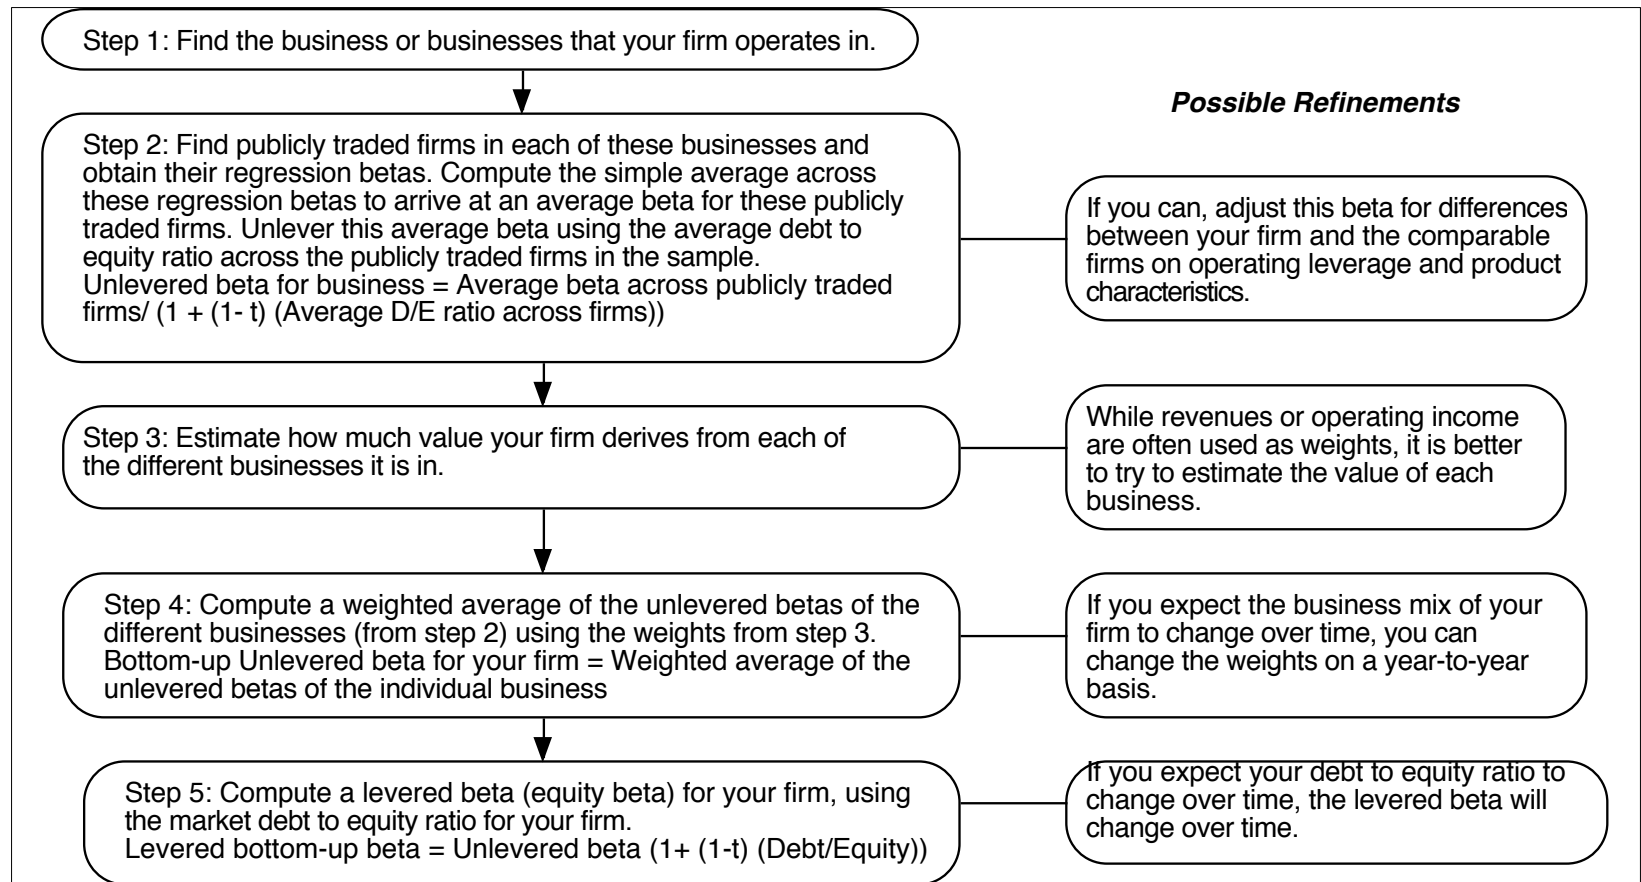 Step 1: Find the business or businesses that your firm operates in.
Possible Refinements
Step 2: Find publicly traded firms in each of these businesses and
obtain their regression betas. Compute the simple average across
these regression betas to arrive at an average beta for these publicly
traded firms. Unlever this average beta using the average debt to
equity ratio across the publicly traded firms in the sample.
Unlevered beta for business = Average beta across publicly traded
firms/ (1 + (1- t) (Average D/E ratio across firms))
If you can, adjust this beta for differences
between your firm and the comparable
firms on operating leverage and product
characteristics.
Step 3: Estimate how much value your firm derives from each of
the different businesses it is in.
While revenues or operating income
are often used as weights, it is better
to try to estimate the value of each
business.
Step 4: Compute a weighted average of the unlevered betas of the
different businesses (from step 2) using the weights from step 3.
Bottom-up Unlevered beta for your firm = Weighted average of the
unlevered betas of the individual business
If you expect the business mix of your
firm to change over time, you can
change the weights on a year-to-year
basis.
Step 5: Compute a levered beta (equity beta) for your firm, using
the market debt to equity ratio for your firm.
Levered bottom-up beta = Unlevered beta (1+ (1-t) (Debt/Equity))
If you expect your debt to equity ratio to
change over time, the levered beta will
change over time.